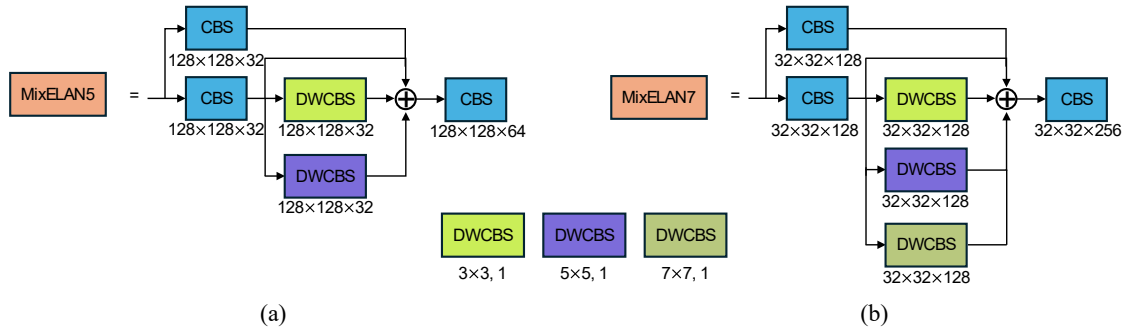 MixELAN5
=
CBS
128×128×32
CBS
128×128×32
DWCBS
128×128×32
DWCBS
128×128×32
CBS
128×128×64
(a)
MixELAN7
=
CBS
32×32×128
CBS
32×32×128
DWCBS
32×32×128
DWCBS
32×32×128
DWCBS
32×32×128
CBS
32×32×256
(b)
DWCBS
3×3, 1
DWCBS
5×5, 1
DWCBS
7×7, 1